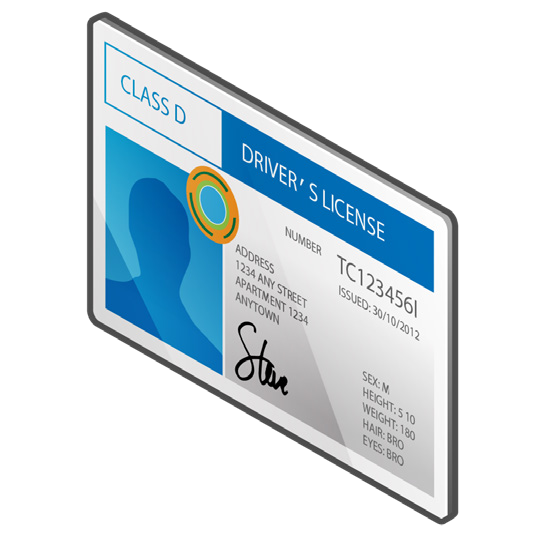 CLASS D
DRIVER'S LICENSE
NUMBER TC123456I
ISSUED: 30/10/2012
ADDRESS
1234 ANY STREET
APARTMENT 1234
ANYTOWN
Steve
SEX: M
HEIGHT: 5 10
WEIGHT: 180
HAIR: BRO
EYES: BRO